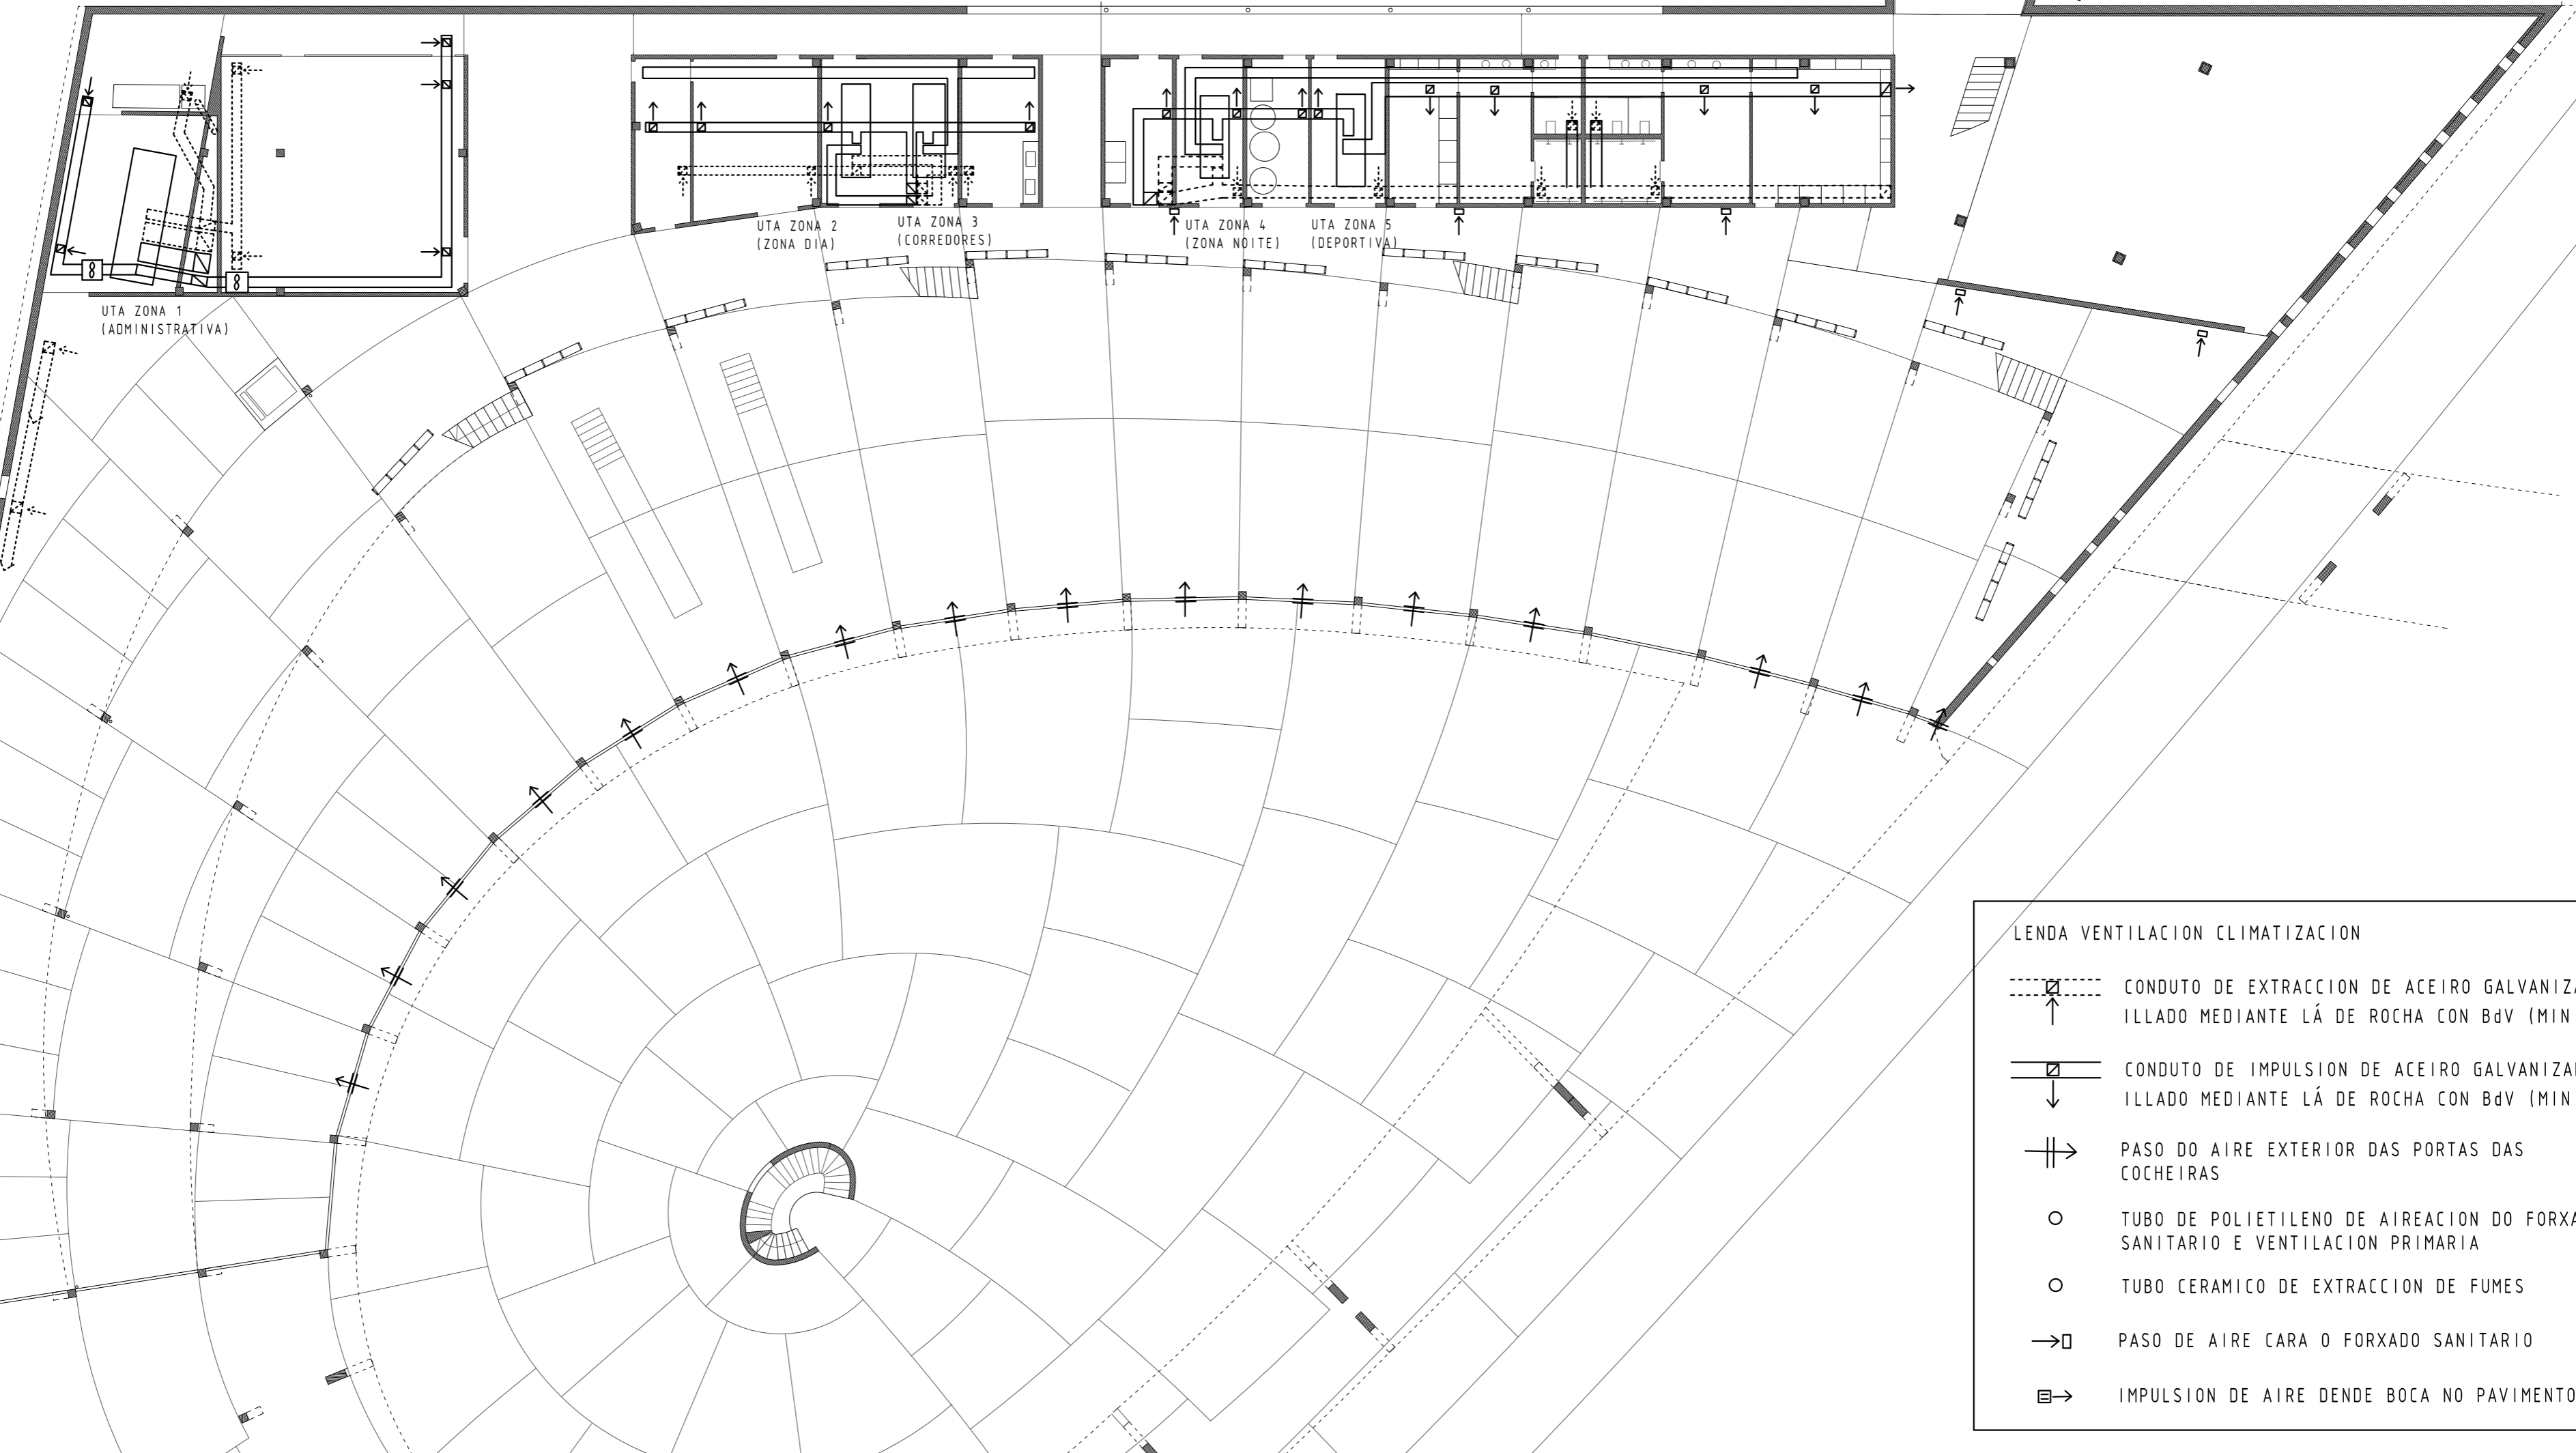 UTA ZONA 2
(ZONA DIA)
UTA ZONA 3
(CORREDORES)
UTA ZONA 4
(ZONA NOITE)
UTA ZONA 5
(DEPORTIVA)
UTA ZONA 1
(ADMINISTRATIVA)
LENDA VENTILACION CLIMATIZACION
CONDUTO DE EXTRACCION DE ACEIRO GALVANIZA
ILLADO MEDIANTE LÁ DE ROCHA CON BdV (MIN
CONDUTO DE IMPULSION DE ACEIRO GALVANIZA
ILLADO MEDIANTE LÁ DE ROCHA CON BdV (MIN
PASO DO AIRE EXTERIOR DAS PORTAS DAS
COCHEIRAS
TUBO DE POLIETILENO DE AIREACION DO FORXA
SANITARIO E VENTILACION PRIMARIA
TUBO CERAMICO DE EXTRACCION DE FUMES
PASO DE AIRE CARA O FORXADO SANITARIO
IMPULSION DE AIRE DENDE BOCA NO PAVIMENTO